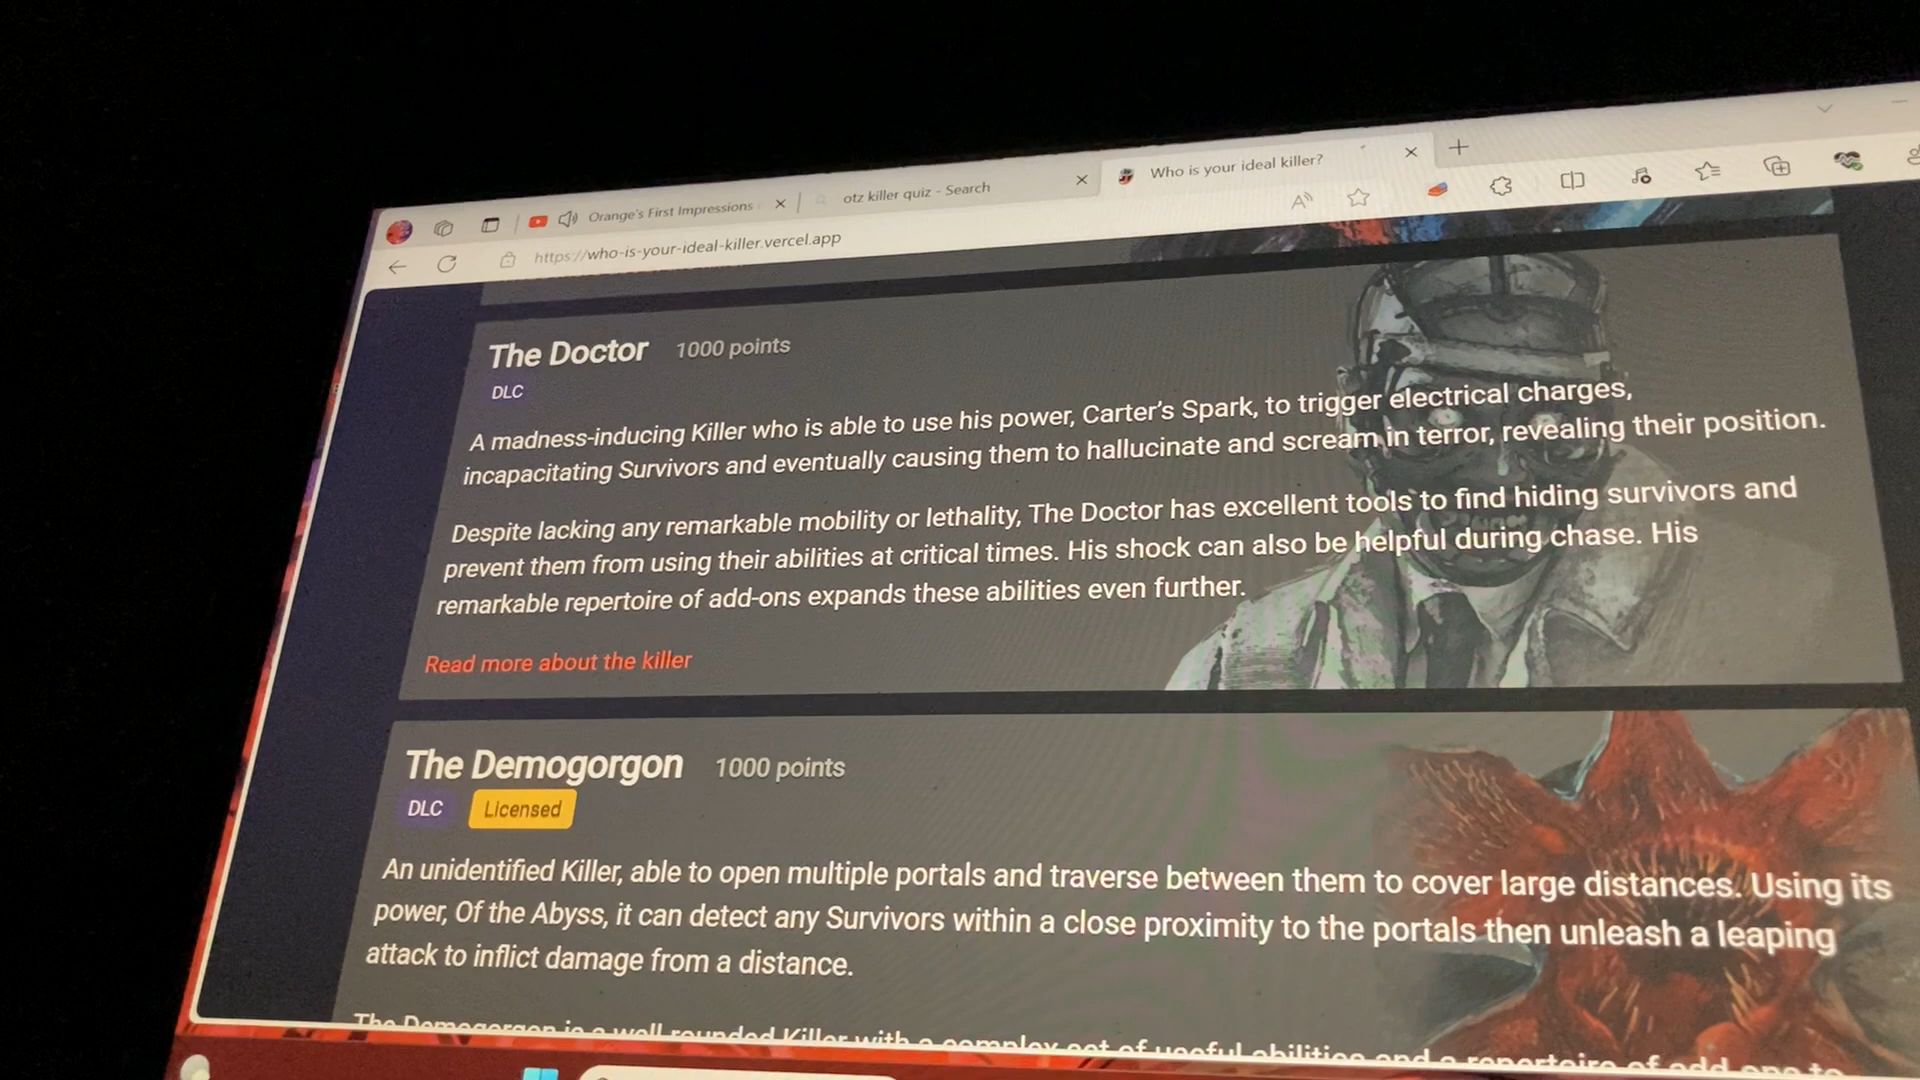 Orange's First Impressions
otz killer quiz - Search
Who is your ideal killer?
https://who-is-your-ideal-killer.vercel.app
The Doctor 1000 points
DLC
A madness-inducing Killer who is able to use his power, Carter's Spark, to trigger electrical charges,
incapacitating Survivors and eventually causing them to hallucinate and scream in terror, revealing their position.
Despite lacking any remarkable mobility or lethality, The Doctor has excellent tools to find hiding survivors and
prevent them from using their abilities at critical times. His shock can also be helpful during chase. His
remarkable repertoire of add-ons expands these abilities even further.
Read more about the killer
The Demogorgon 1000 points
DLC Licensed
An unidentified Killer, able to open multiple portals and traverse between them to cover large distances. Using its
power, Of the Abyss, it can detect any Survivors within a close proximity to the portals then unleash a leaping
attack to inflict damage from a distance.
The Demogorgon is a well rounded Killer with a complex set of useful abilities and a repertoire of add-ons to